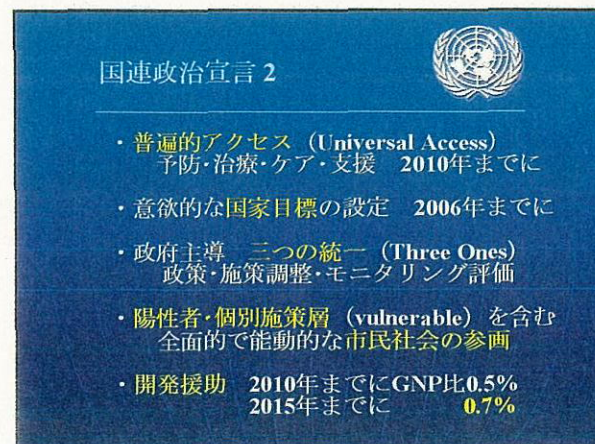 国連政治宣言 2
・普遍的アクセス（Universal Access）
予防・治療・ケア・支援　2010年までに
・意欲的な国家目標の設定　2006年までに
・政府主導　三つの統一（Three Ones）
政策・施策調整・モニタリング評価
・陽性者・個別施策層（vulnerable）を含む
全面的で能動的な市民社会の参画
・開発援助　2010年までにGNP比0.5%
2015年までに　0.7%